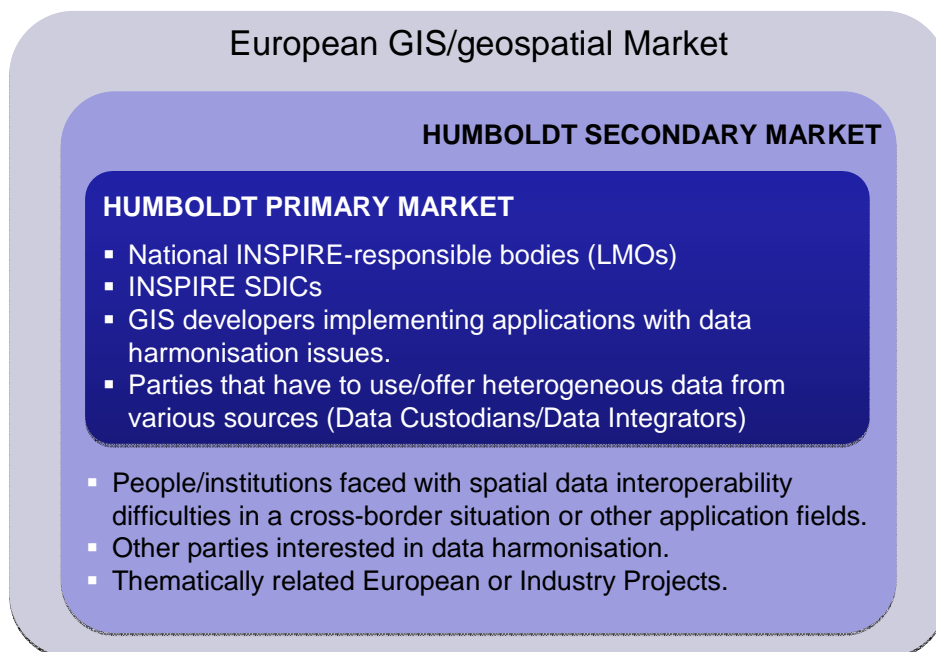 European GIS/geospatial Market
HUMBOLDT SECONDARY MARKET
HUMBOLDT PRIMARY MARKET
▪ National INSPIRE-responsible bodies (LMOs)
▪ INSPIRE SDICs
▪ GIS developers implementing applications with data
harmonisation issues.
▪ Parties that have to use/offer heterogeneous data from
various sources (Data Custodians/Data Integrators)
▪ People/institutions faced with spatial data interoperability
difficulties in a cross-border situation or other application fields.
▪ Other parties interested in data harmonisation.
▪ Thematically related European or Industry Projects.